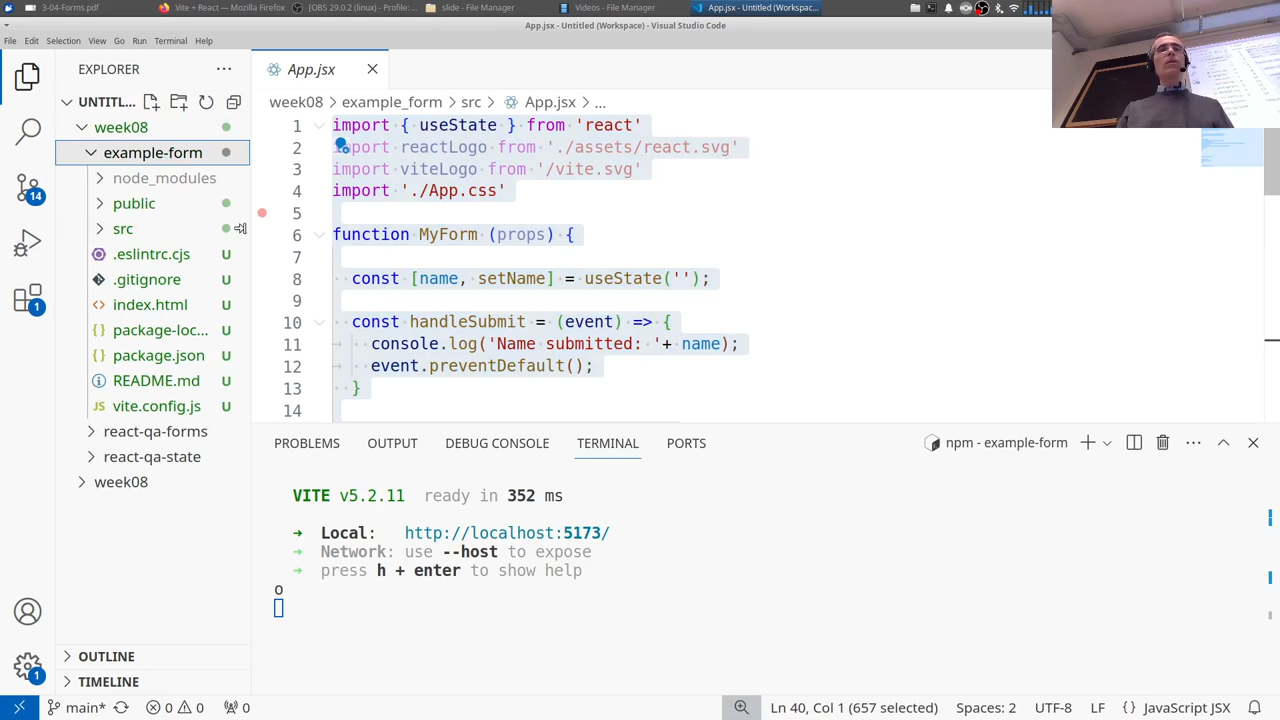 3-04-Forms.pdf
Vite + React — Mozilla Firefox
[OBS 29.0.2 (linux) - Profile: ...
slide - File Manager
Videos - File Manager
App.jsx - Untitled (Workspac...
App.jsx - Untitled (Workspace) - Visual Studio Code
File Edit Selection View Go Run Terminal Help
EXPLORER
App.jsx
UNTITL...
week08 example_form src App.jsx ...
week08
example-form
node_modules
public
src
.eslintrc.cjs U
.gitignore U
index.html U
package-loc... U
package.json U
README.md U
vite.config.js U
react-qa-forms
react-qa-state
week08
OUTLINE
TIMELINE
14
1
1
1 import { useState } from 'react'
2 import reactLogo from './assets/react.svg'
3 import viteLogo from '/vite.svg'
4 import './App.css'
5
6 function MyForm (props) {
7
8 const [name, setName] = useState('');
9
10 const handleSubmit = (event) => {
11 console.log('Name submitted: '+ name);
12 event.preventDefault();
13 }
14
PROBLEMS OUTPUT DEBUG CONSOLE TERMINAL PORTS
npm - example-form
VITE v5.2.11 ready in 352 ms
➜ Local: http://localhost:5173/
➜ Network: use --host to expose
➜ press h + enter to show help
o
main* 0 0 0
Ln 40, Col 1 (657 selected) Spaces: 2 UTF-8 LF {} JavaScript JSX